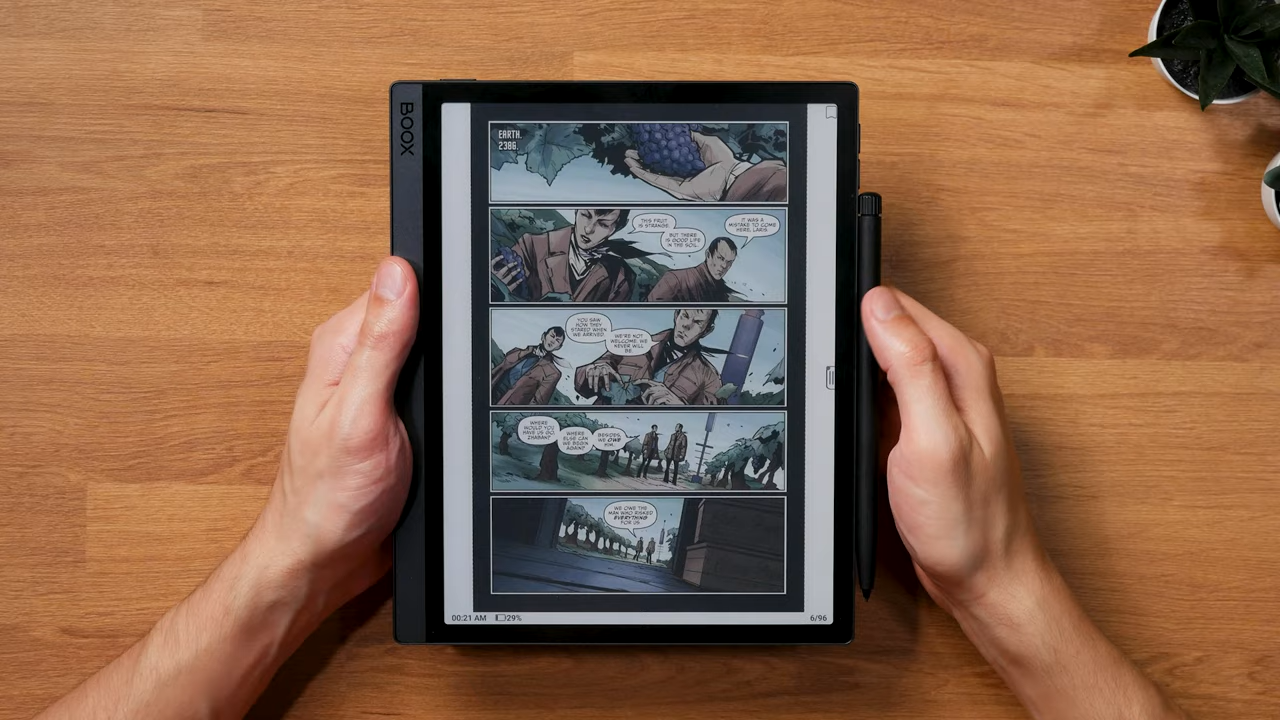 BOOX
EARTH.
2386.
THIS FRUIT
IS STRANGE.
BUT THERE
IS GOOD LIFE
IN THE SOIL.
IT WAS A
MISTAKE TO COME
HERE, LARIS.
YOU SAW
HOW THEY
STARED WHEN
WE ARRIVED.
WE'RE NOT
WELCOME. WE
NEVER WILL
BE.
WHERE
WOULD YOU
HAVE US GO,
ZHABAN?
WHERE
ELSE CAN
WE BEGIN
AGAIN?
BESIDES,
WE OWE
HIM.
WE OWE THE
MAN WHO RISKED
EVERYTHING
FOR US.
00:21 AM 29% 6/96